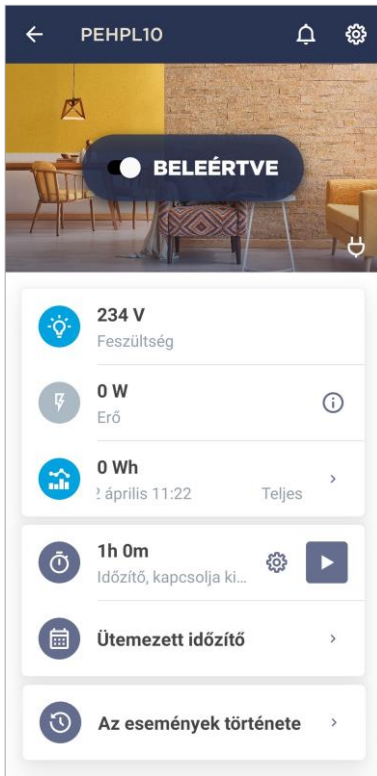 PEHPL10
BELEÉRTVE
234 V
Feszültség
0 W
Erő
0 Wh
2 április 11:22 Teljes
1h 0m
Időzítő, kapcsolja ki...
Ütemezett időzítő
Az események története